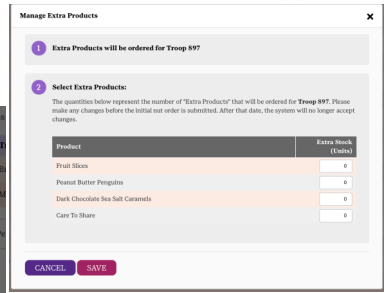 Manage Extra Products
1 Extra Products will be ordered for Troop 897
2 Select Extra Products:
The quantities below represent the number of "Extra Products" that will be ordered for Troop 897. Please
make any changes before the initial nut order is submitted. After that date, the system will no longer accept
changes.
Product Extra Stock
(Units)
Fruit Slices 0
Peanut Butter Penguins 0
Dark Chocolate Sea Salt Caramels 0
Care To Share 0
CANCEL SAVE